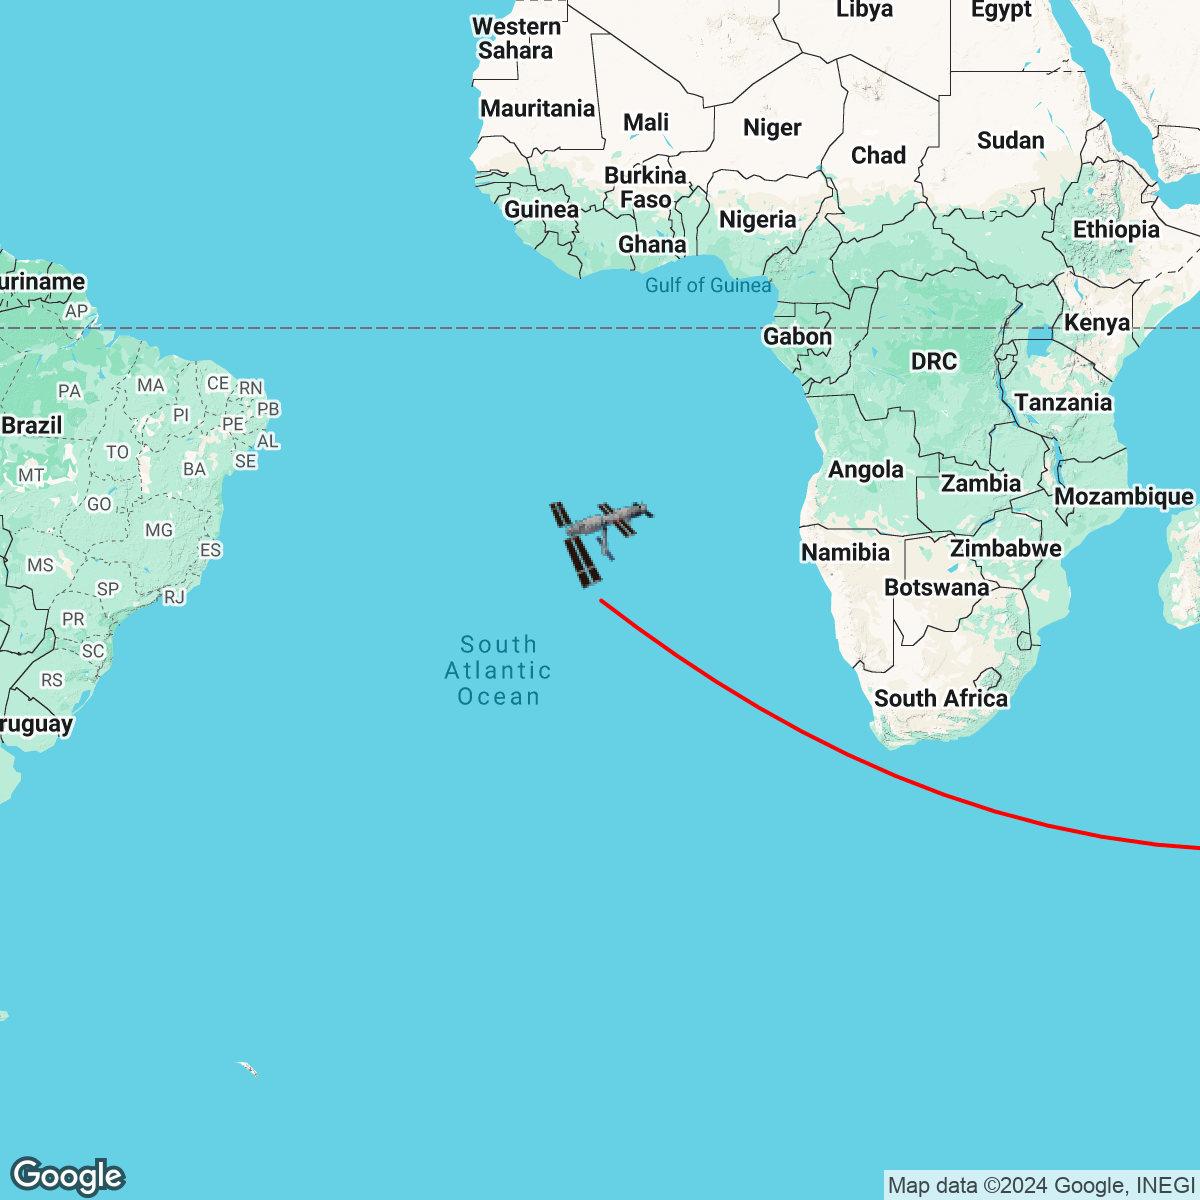 Libya
Egypt
Western
Sahara
Mauritania
Mali
Niger
Chad
Sudan
Burkina
Faso
Guinea
Nigeria
Ghana
Ethiopia
uriname
AP
Gulf of Guinea
Gabon
Kenya
DRC
PA
MA
CE
RN
PI
PB
PE
Tanzania
Brazil
AL
TO
SE
BA
MT
Angola
Zambia
Mozambique
GO
MG
ES
Namibia
Zimbabwe
MS
SP
RJ
Botswana
PR
SC
South
Atlantic
Ocean
RS
South Africa
ruguay
Google
Map data ©2024 Google, INEGI